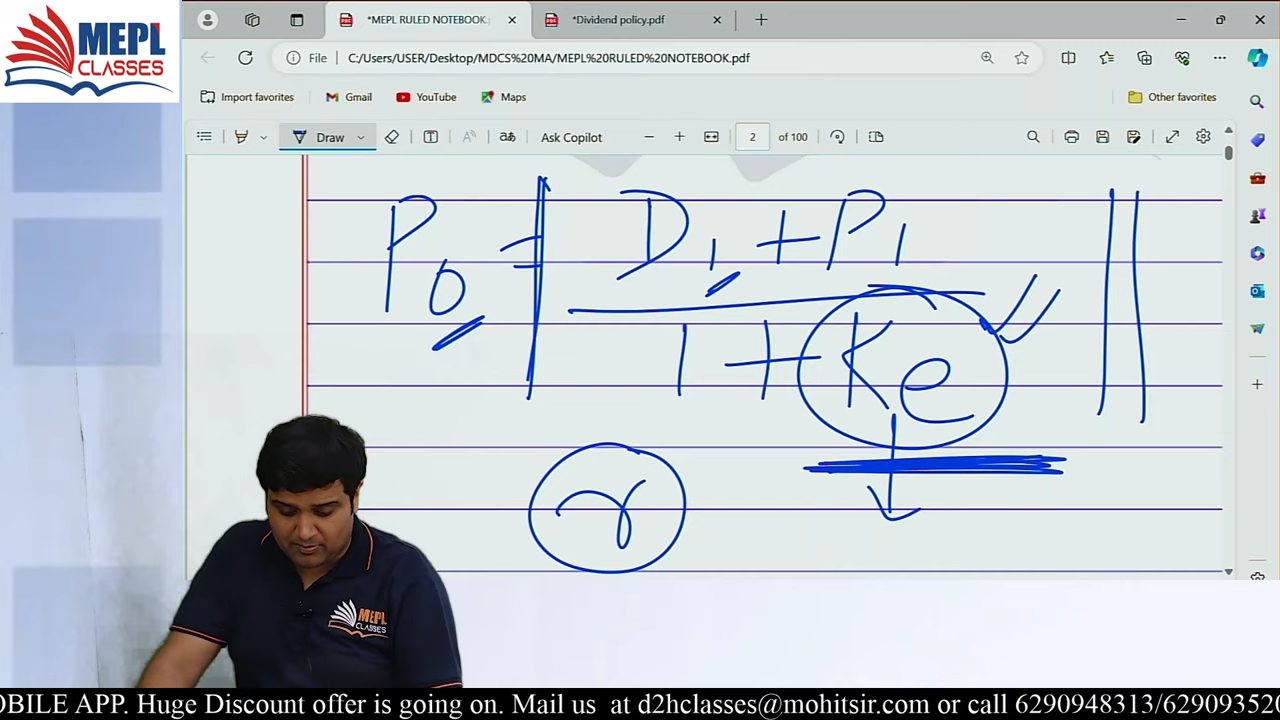 MEPL
CLASSES
*MEPL RULED NOTEBOOK.
*Dividend policy.pdf
File
C:/Users/USER/Desktop/MDCS%20MA/MEPL%20RULED%20NOTEBOOK.pdf
Import favorites
Gmail
YouTube
Maps
Other favorites
Draw
Ask Copilot
2 of 100
P0 = D1 + P1
1 + Ke
r
MEPL
CLASSES
OBILE APP. Huge Discount offer is going on. Mail us at d2hclasses@mohitsir.com or call 6290948313/629093520